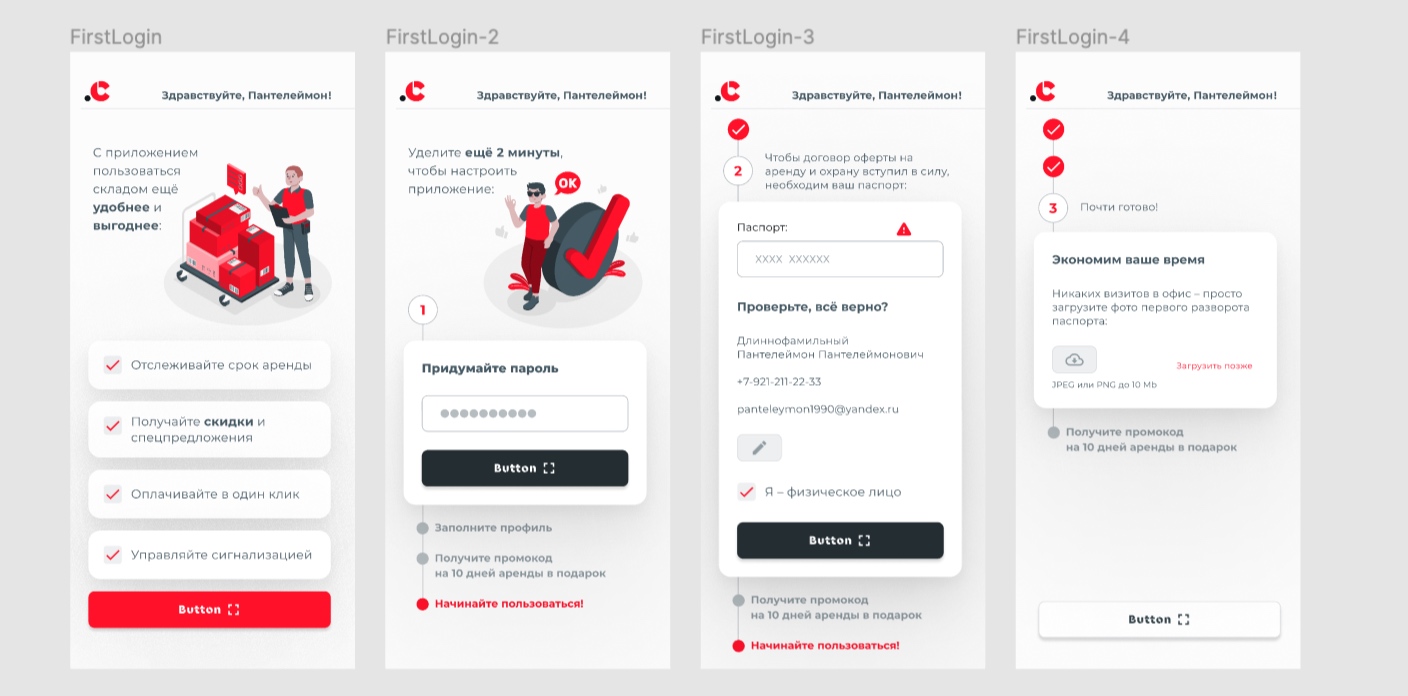 FirstLogin
.C
Здравствуйте, Пантелеймон!
С приложением
пользоваться
складом ещё
удобнее и
выгоднее:
Отслеживайте срок аренды
Получайте скидки и
спецпредложения
Оплачивайте в один клик
Управляйте сигнализацией
Button
FirstLogin-2
.C
Здравствуйте, Пантелеймон!
Уделите ещё 2 минуты,
чтобы настроить
приложение:
OK
1
Придумайте пароль
Button
Заполните профиль
Получите промокод
на 10 дней аренды в подарок
Начинайте пользоваться!
FirstLogin-3
.C
Здравствуйте, Пантелеймон!
2
Чтобы договор оферты на
аренду и охрану вступил в силу,
необходим ваш паспорт:
Паспорт:
XXXX XXXXXX
Проверьте, всё верно?
Длиннофамильный
Пантелеймон Пантелеймонович
+7-921-211-22-33
panteleymon1990@yandex.ru
Я – физическое лицо
Button
Получите промокод
на 10 дней аренды в подарок
Начинайте пользоваться!
FirstLogin-4
.C
Здравствуйте, Пантелеймон!
3
Почти готово!
Экономим ваше время
Никаких визитов в офис – просто
загрузите фото первого разворота
паспорта:
Загрузить позже
JPEG или PNG до 10 Mb
Получите промокод
на 10 дней аренды в подарок
Button